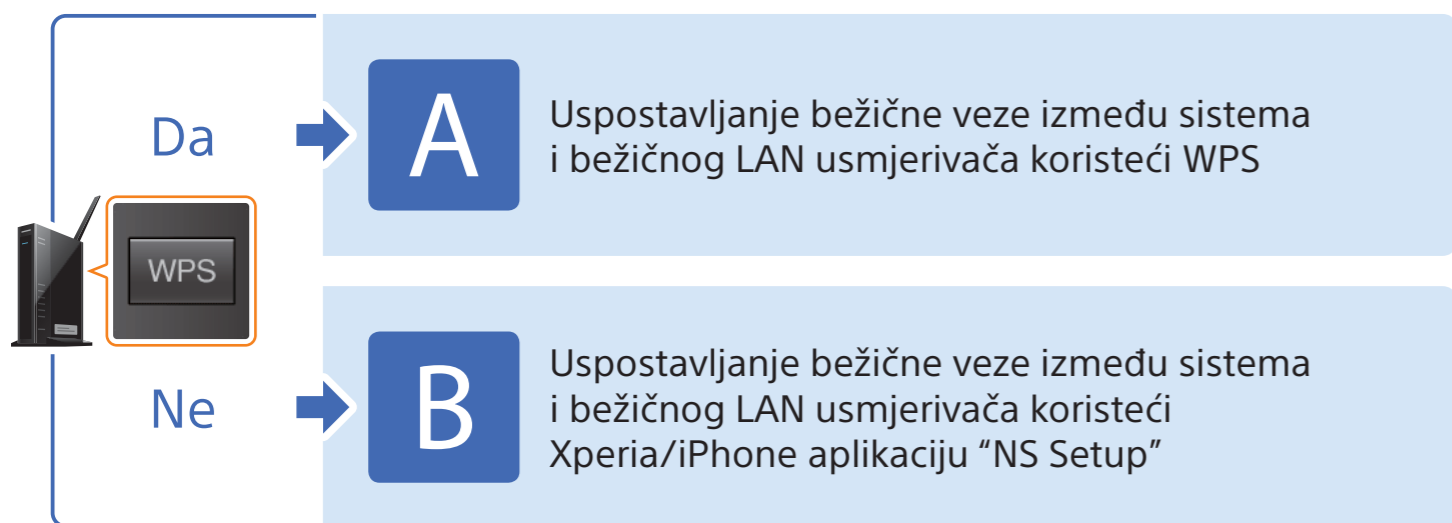 Da
A
Uspostavljanje bežične veze između sistema
i bežičnog LAN usmjerivača koristeći WPS
WPS
Ne
B
Uspostavljanje bežične veze između sistema
i bežičnog LAN usmjerivača koristeći
Xperia/iPhone aplikaciju “NS Setup”